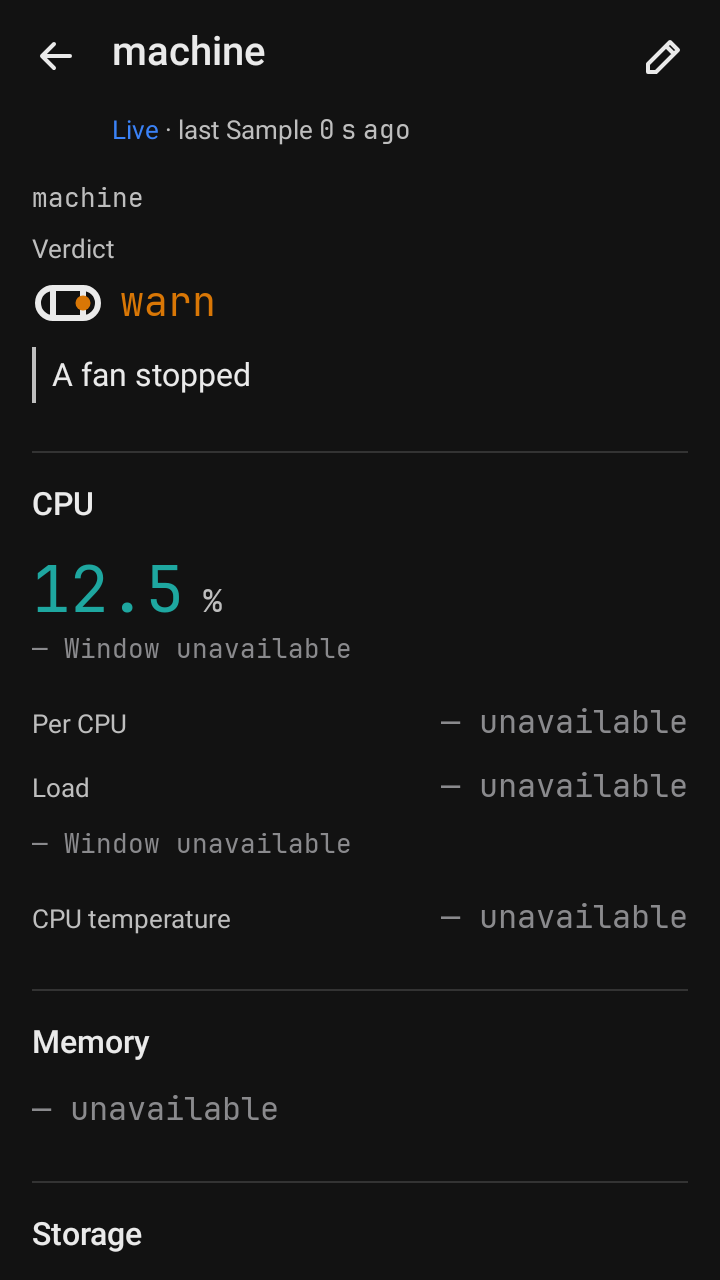 machine
Live · last Sample 0 s ago
machine
Verdict
warn
A fan stopped
CPU
12.5 %
— Window unavailable
Per CPU — unavailable
Load — unavailable
— Window unavailable
CPU temperature — unavailable
Memory
— unavailable
Storage